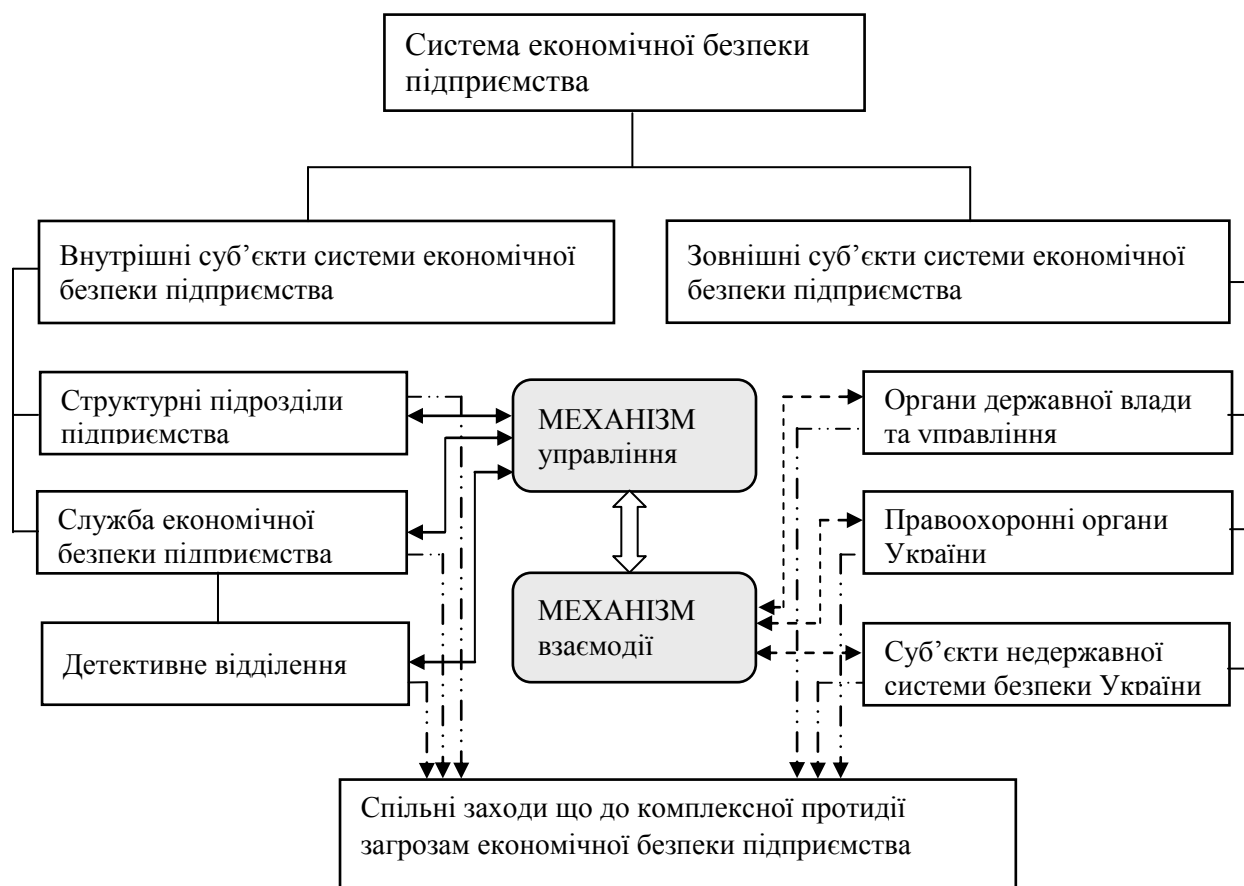 Система економічної безпеки
підприємства
Внутрішні суб’єкти системи економічної
безпеки підприємства
Зовнішні суб’єкти системи економічної
безпеки підприємства
Структурні підрозділи
підприємства
МЕХАНІЗМ
управління
Органи державної влади
та управління
Служба економічної
безпеки підприємства
Правоохоронні органи
України
МЕХАНІЗМ
взаємодії
Детективне відділення
Суб’єкти недержавної
системи безпеки України
Спільні заходи що до комплексної протидії
загрозам економічної безпеки підприємства